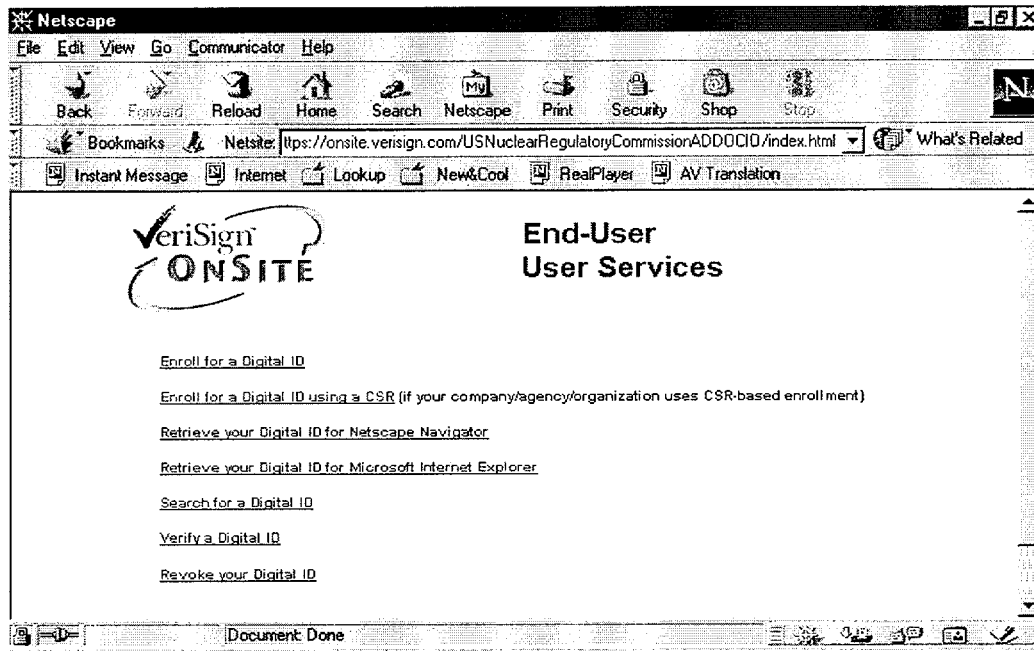 Netscape
File Edit View Go Communicator Help
Back Forward Reload Home Search Netscape Print Security Shop Stop
Bookmarks Netsite: ttps://onsite.verisign.com/USNuclearRegulatoryCommissionADDOCIO/index.html What's Related
Instant Message Internet Lookup New&Cool RealPlayer AV Translation
VeriSign
ONSITE
End-User
User Services
Enroll for a Digital ID
Enroll for a Digital ID using a CSR (if your company/agency/organization uses CSR-based enrollment)
Retrieve your Digital ID for Netscape Navigator
Retrieve your Digital ID for Microsoft Internet Explorer
Search for a Digital ID
Verify a Digital ID
Revoke your Digital ID
Document: Done